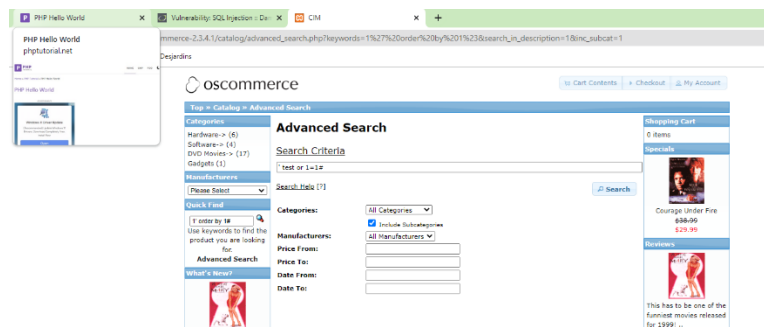 PHP Hello World
Vulnerability: SQL Injection :: Da
CIM
PHP Hello World
phptutorial.net
mmerce-2.3.4.1/catalog/advanced_search.php?keywords=1%27%20order%20by%201%23&search_in_description=1&inc_subcat=1
Desjardins
PHP
PHP Hello World
oscommerce
Cart Contents
Checkout
My Account
Top » Catalog » Advanced Search
Categories
Hardware-> (6)
Software-> (4)
DVD Movies-> (17)
Gadgets (1)
Manufacturers
Please Select
Quick Find
1' order by 1#
Use keywords to find the
product you are looking
for.
Advanced Search
What's New?
Advanced Search
Search Criteria
' test or 1=1#
Search Help [?]
Search
Categories:
All Categories
Include Subcategories
Manufacturers:
All Manufacturers
Price From:
Price To:
Date From:
Date To:
Shopping Cart
0 items
Specials
Courage Under Fire
$38.99
$29.99
Reviews
This has to be one of the
funniest movies released
for 1999! ..